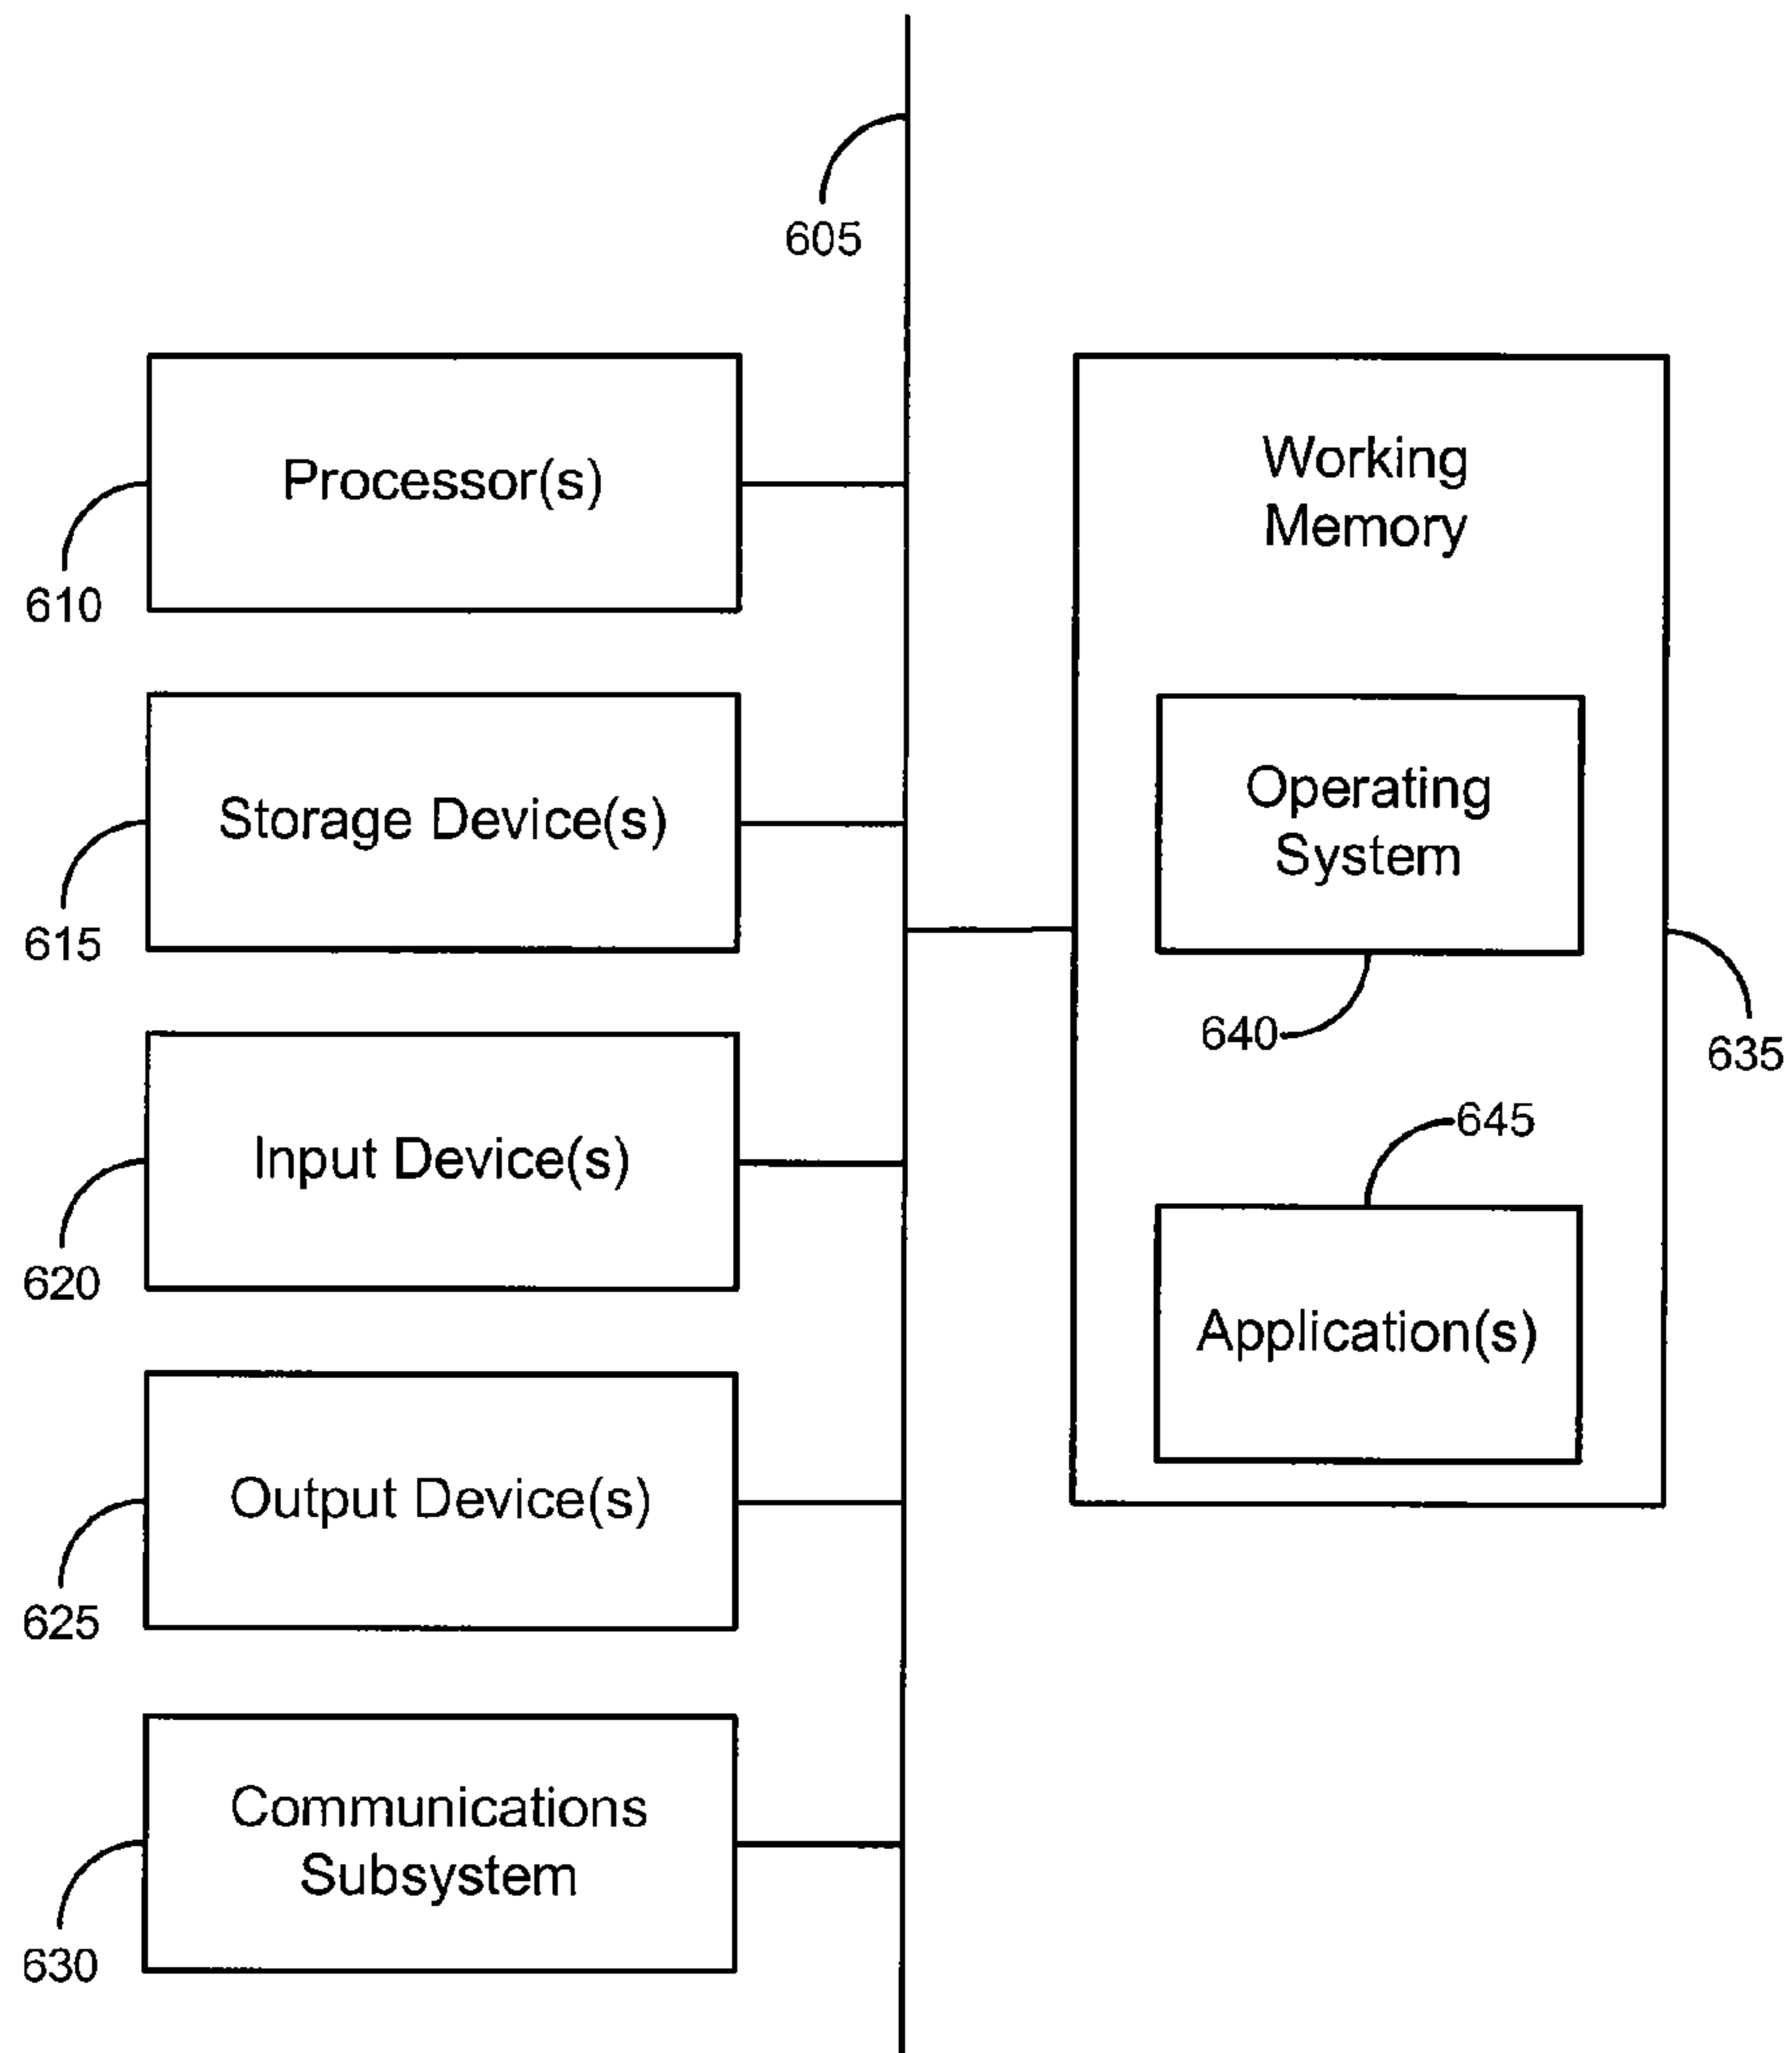 605
Processor(s)
610
Storage Device(s)
615
Input Device(s)
620
Output Device(s)
625
Communications
Subsystem
630
Working
Memory
Operating
System
640
635
645
Application(s)